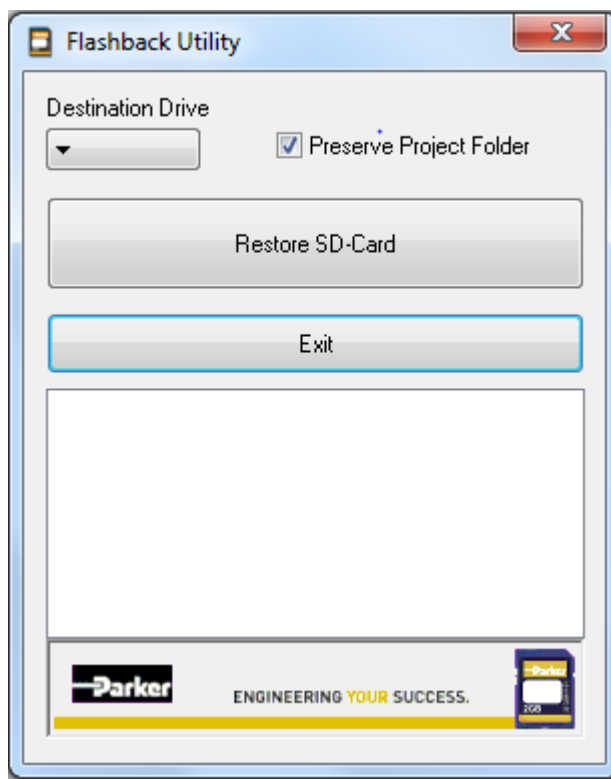 Flashback Utility
Destination Drive
Preserve Project Folder
Restore SD-Card
Exit
Parker
ENGINEERING YOUR SUCCESS.
Parker
2GB